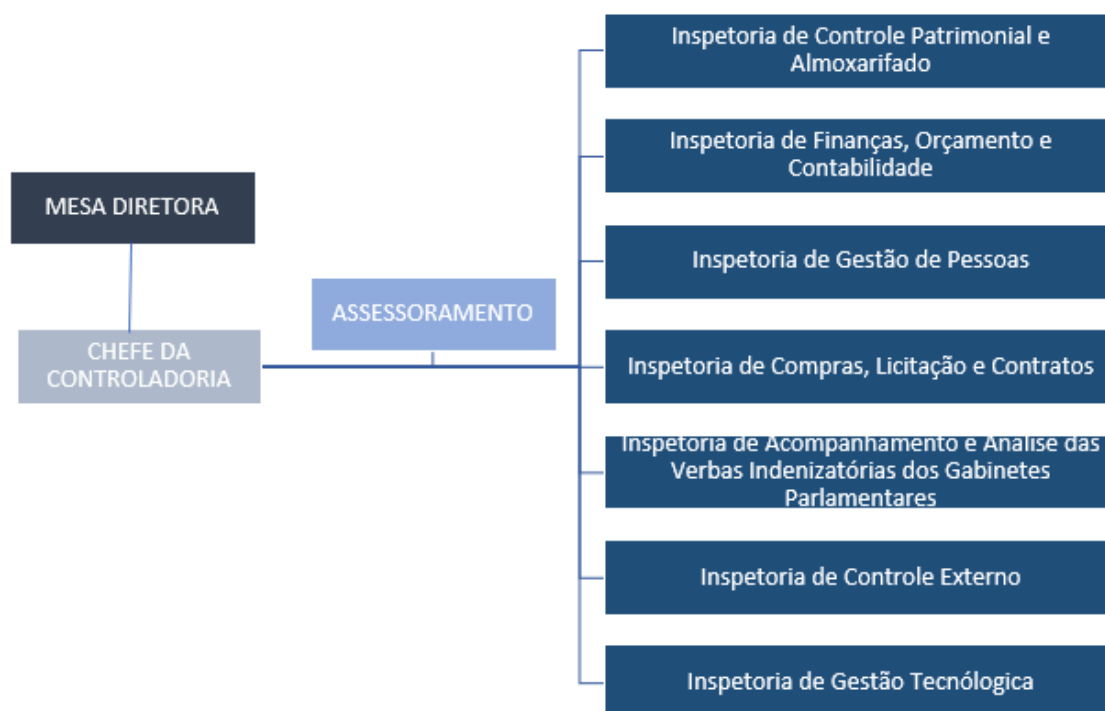 MESA DIRETORA
CHEFE DA
CONTROLADORIA
ASSESSORAMENTO
Inspetoria de Controle Patrimonial e
Almoxarifado
Inspetoria de Finanças, Orçamento e
Contabilidade
Inspetoria de Gestão de Pessoas
Inspetoria de Compras, Licitação e Contratos
Inspetoria de Acompanhamento e Análise das
Verbas Indenizatórias dos Gabinetes
Parlamentares
Inspetoria de Controle Externo
Inspetoria de Gestão Tecnólogica